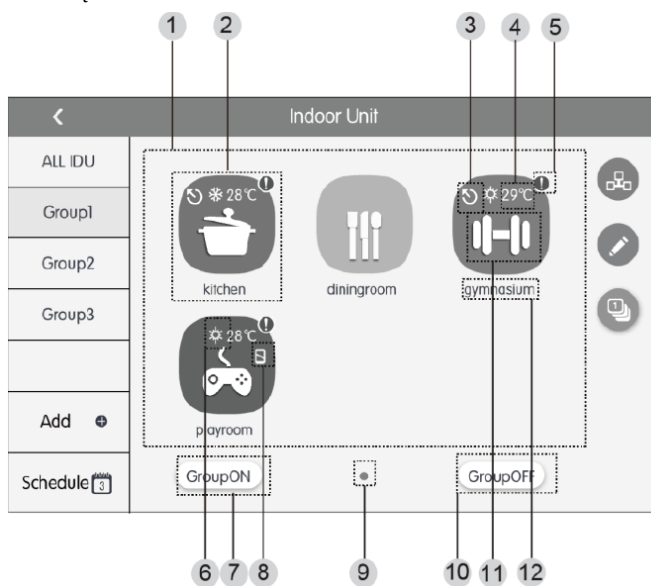 1 2 3 4 5
Indoor Unit
ALL IDU
Group1
Group2
Group3
Add
Schedule 3
28℃
29℃
kitchen
diningroom
gymnasium
1
28℃
playroom
GroupON
GroupOFF
6 7 8 9 10 11 12